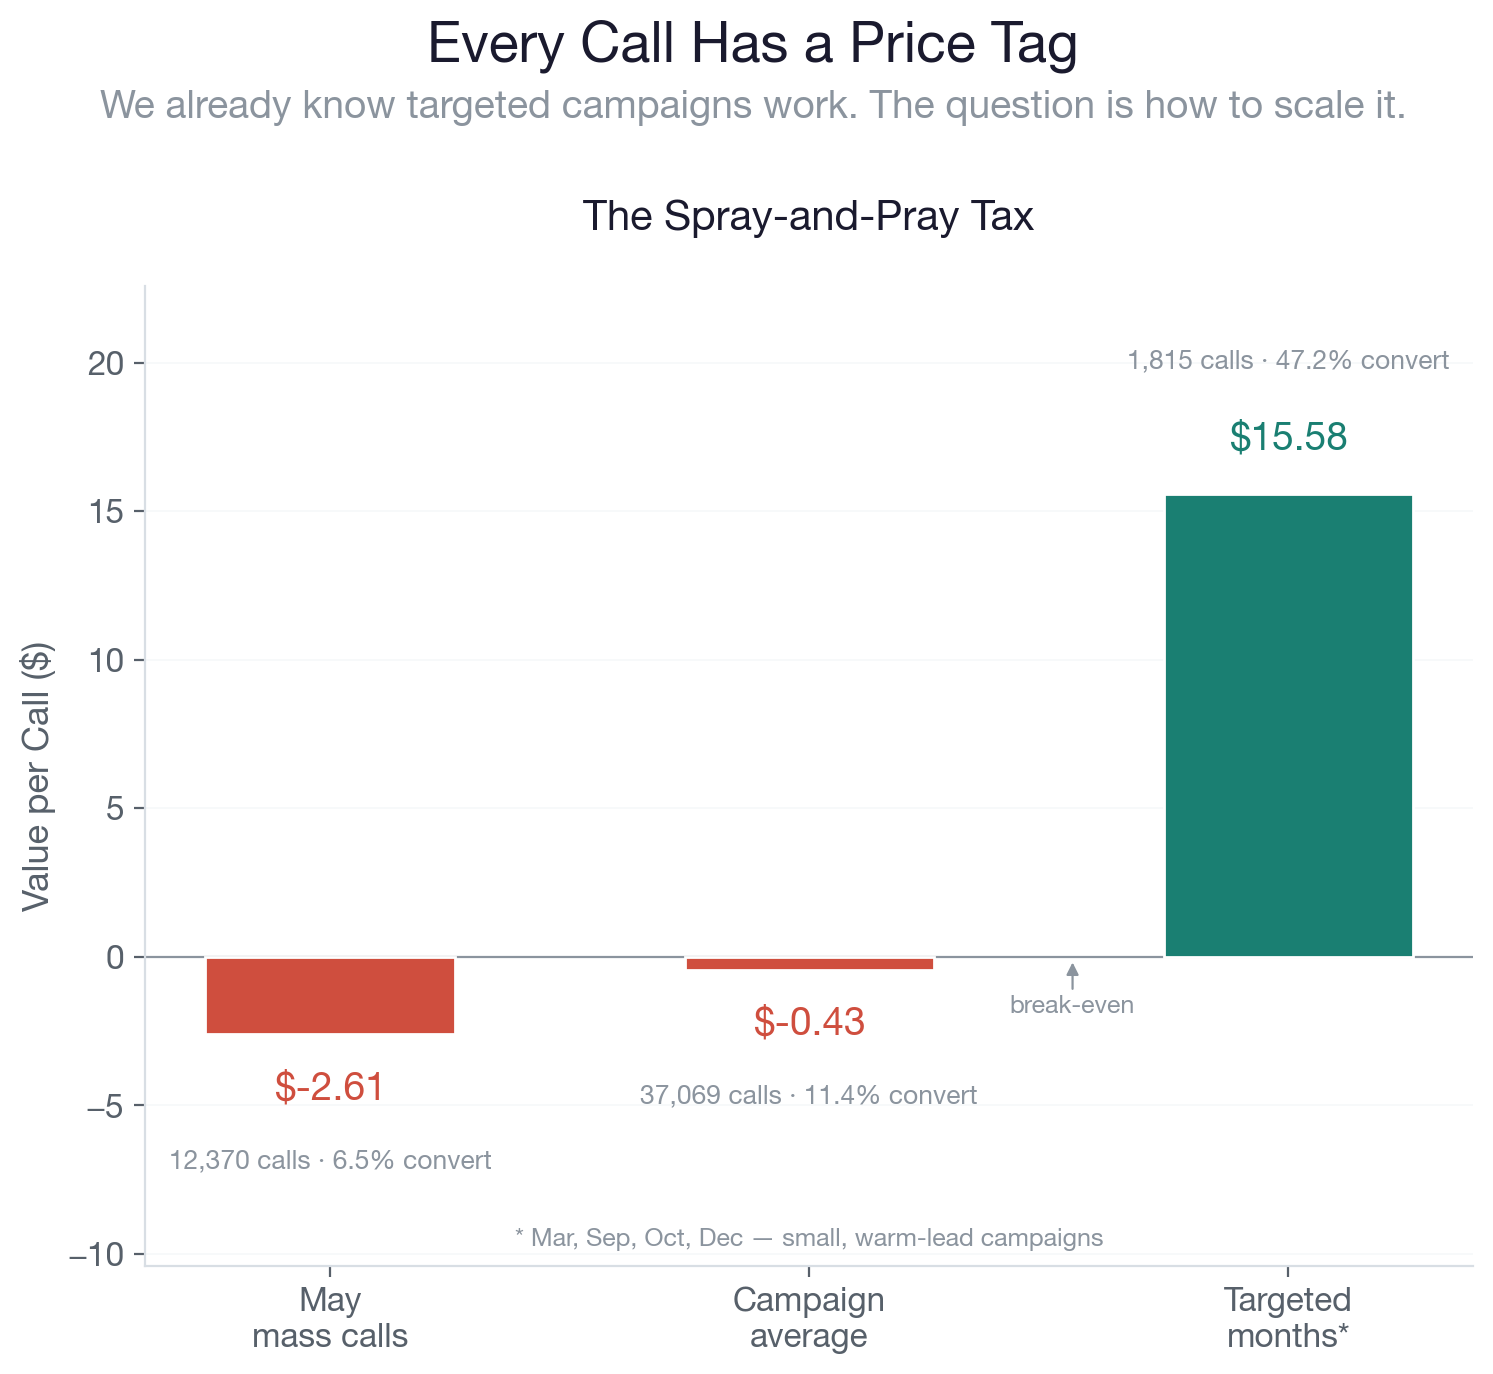 Every Call Has a Price Tag
We already know targeted campaigns work. The question is how to scale it.
The Spray-and-Pray Tax
Value per Call ($)
20
15
10
5
0
−5
−10
1,815 calls · 47.2% convert
$15.58
break-even
$-0.43
37,069 calls · 11.4% convert
$-2.61
12,370 calls · 6.5% convert
* Mar, Sep, Oct, Dec — small, warm-lead campaigns
May
mass calls
Campaign
average
Targeted
months*